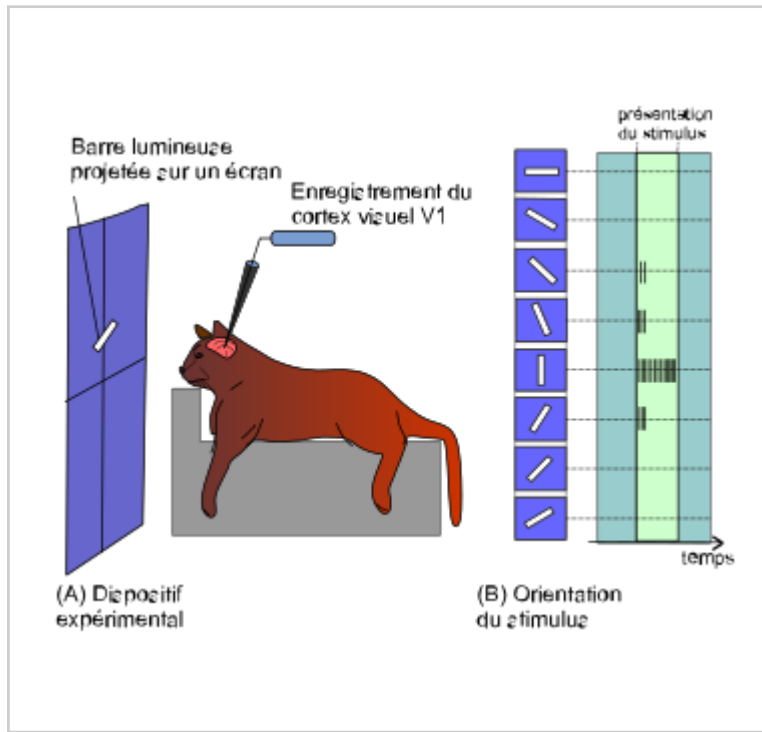 Barre lumineuse
projetée sur un écran
Enregistrement du
cortex visuel V1
présentation
du stimulus
temps
(A) Dispositif
expérimental
(B) Orientation
du stimulus